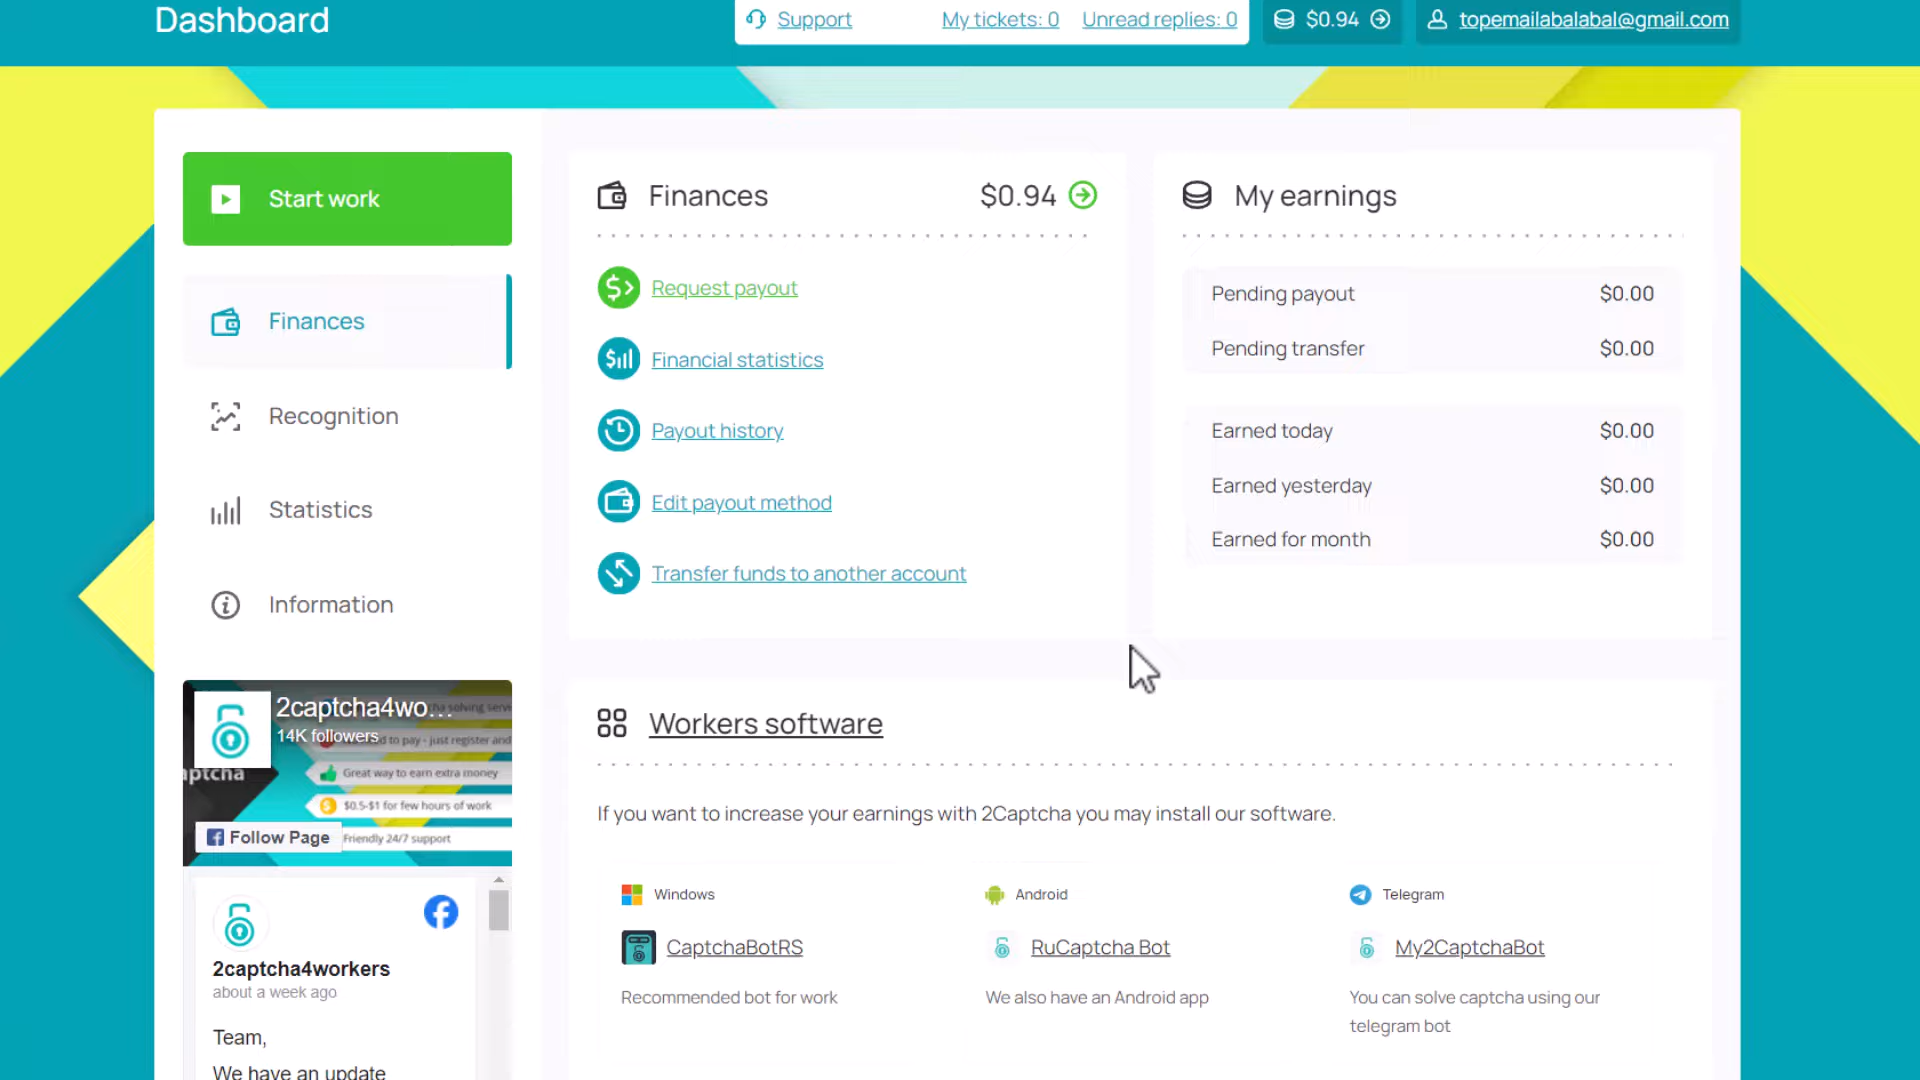 Dashboard
Support
My tickets: 0
Unread replies: 0
$0.94
topemailabalabal@gmail.com
Start work
Finances
Recognition
Statistics
Information
Finances
$0.94
Request payout
Financial statistics
Payout history
Edit payout method
Transfer funds to another account
My earnings
Pending payout $0.00
Pending transfer $0.00
Earned today $0.00
Earned yesterday $0.00
Earned for month $0.00
2captcha4wo...
14K followers
to pay - just register and
Great way to earn extra money
$0.5-$1 for few hours of work
Friendly 24/7 support
Follow Page
2captcha4workers
about a week ago
Team,
We have an update
Workers software
If you want to increase your earnings with 2Captcha you may install our software.
Windows
CaptchaBotRS
Recommended bot for work
Android
RuCaptcha Bot
We also have an Android app
Telegram
My2CaptchaBot
You can solve captcha using our
telegram bot